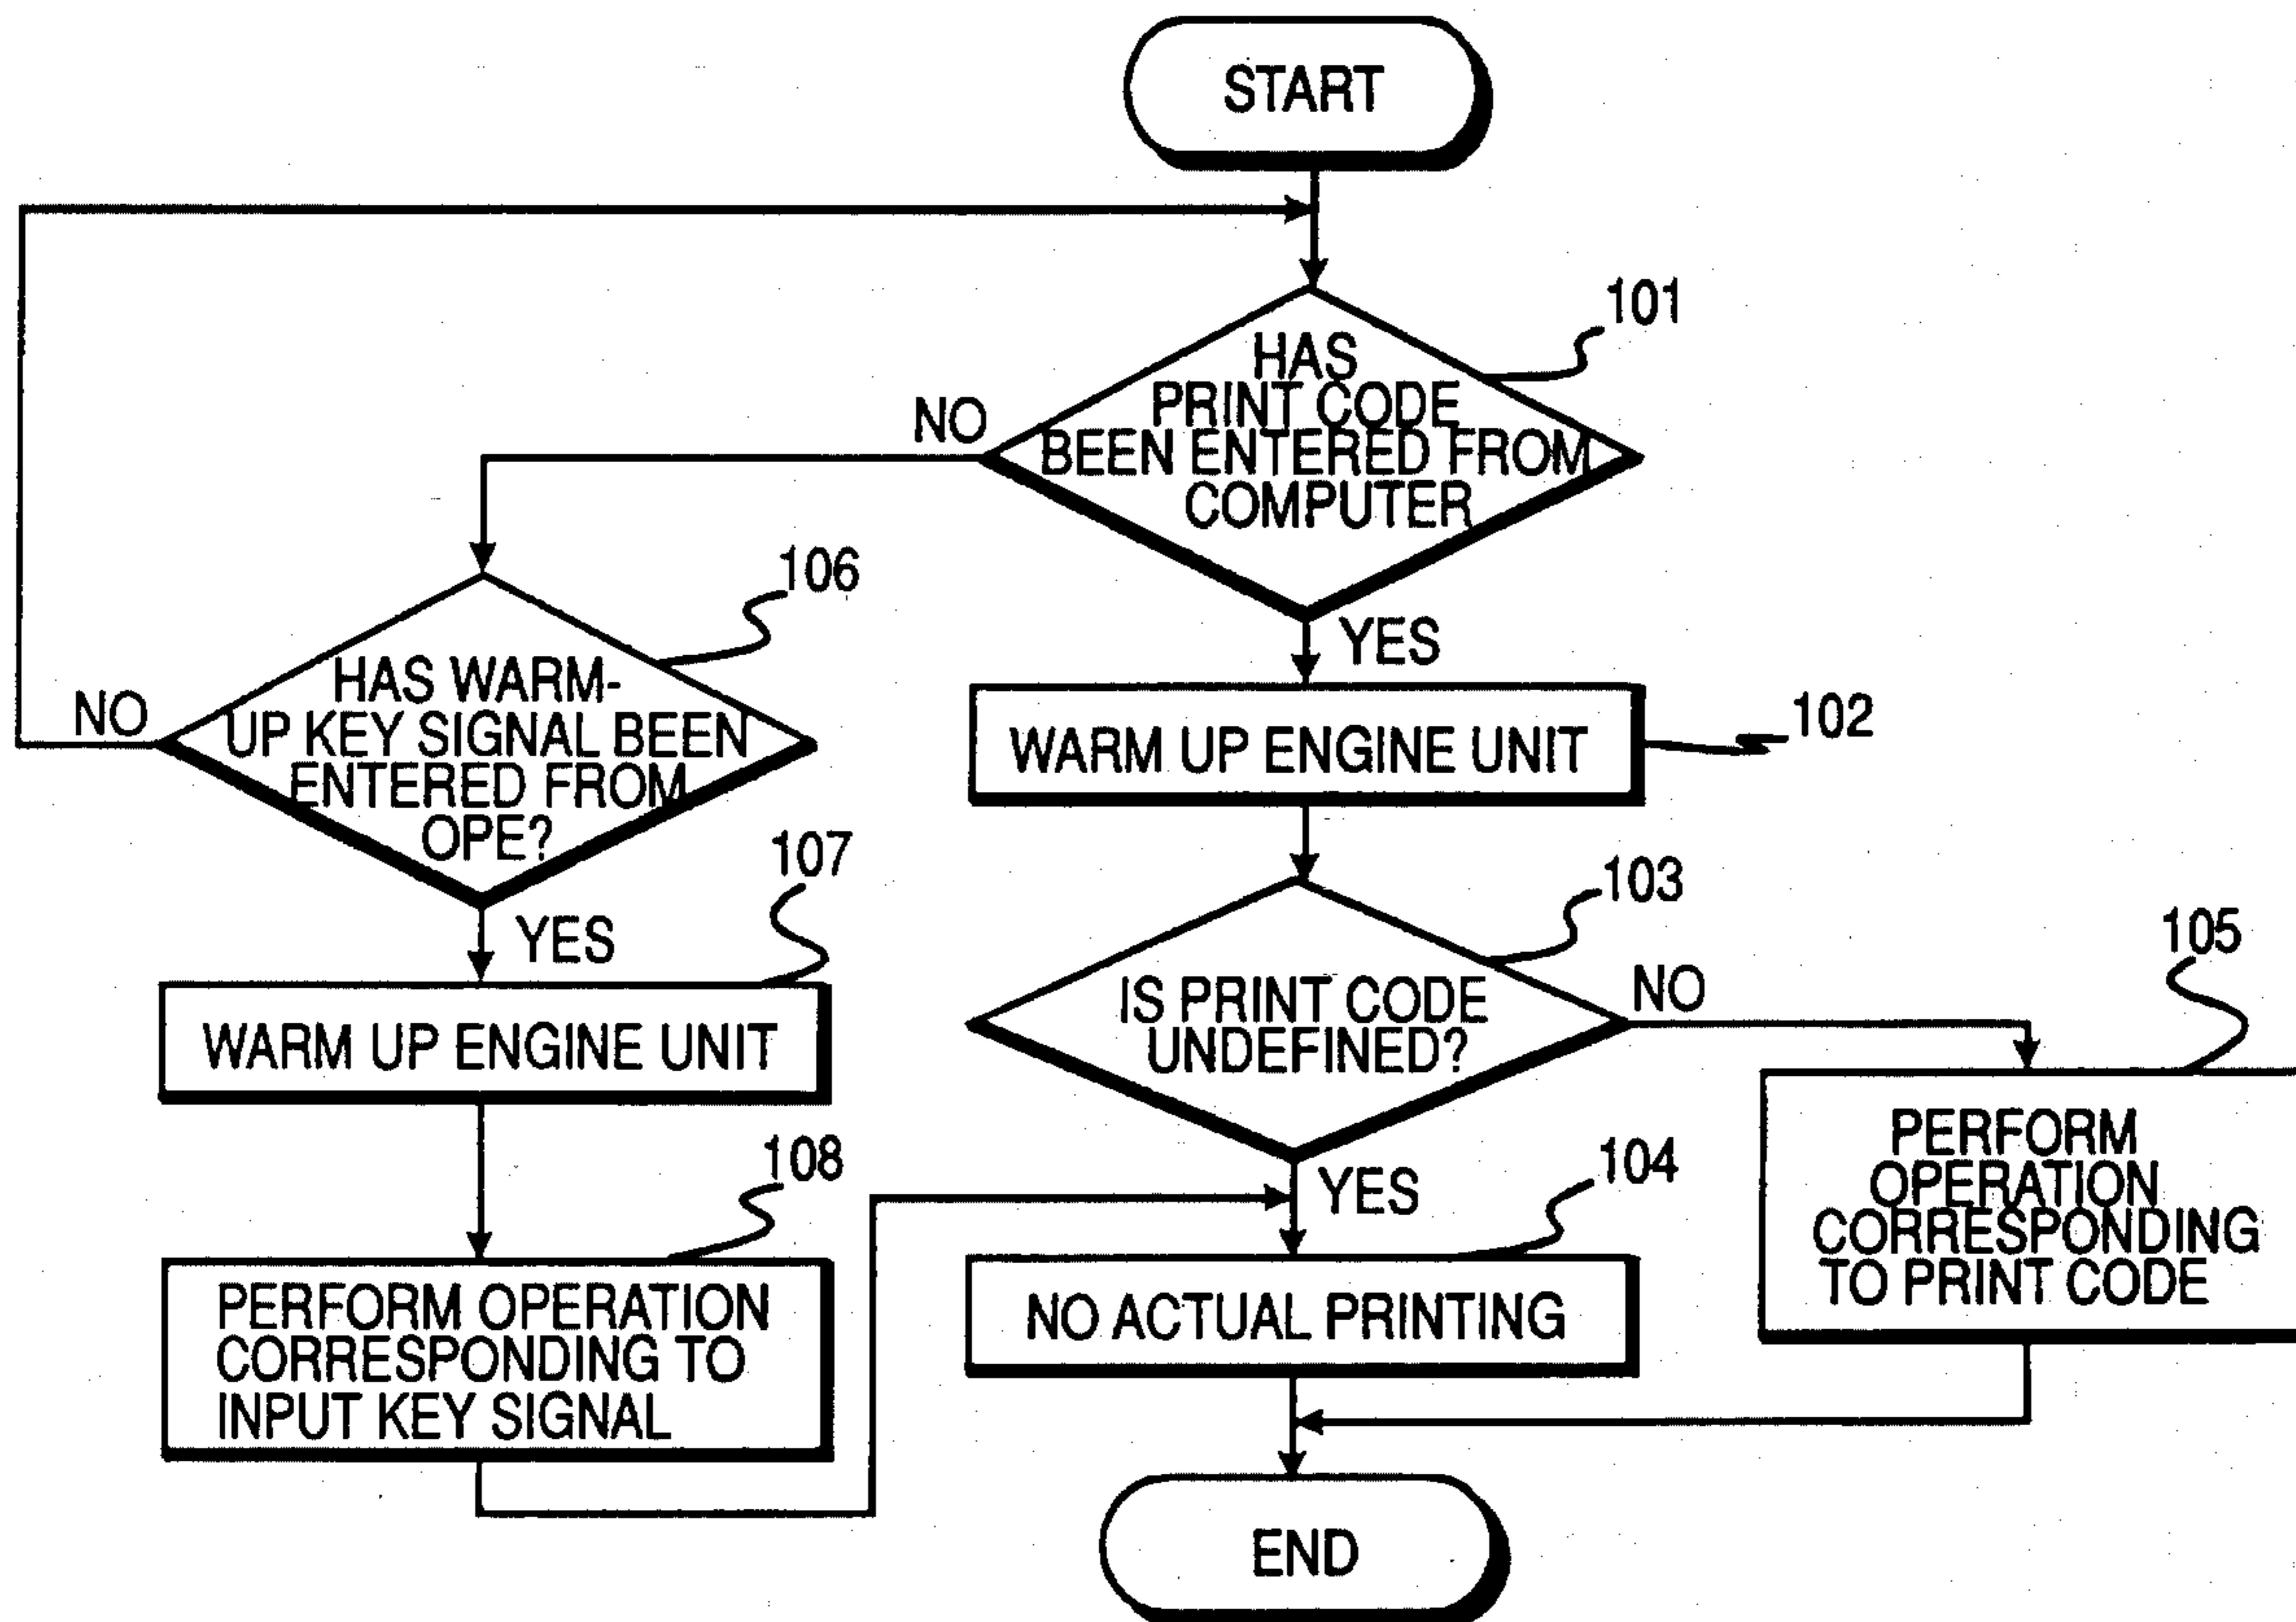 START
101
HAS
PRINT CODE
BEEN ENTERED FROM
COMPUTER
NO
YES
106
HAS WARM-
UP KEY SIGNAL BEEN
ENTERED FROM
OPE?
NO
YES
WARM UP ENGINE UNIT
102
107
WARM UP ENGINE UNIT
103
IS PRINT CODE
UNDEFINED?
NO
YES
105
PERFORM
OPERATION
CORRESPONDING
TO PRINT CODE
108
PERFORM OPERATION
CORRESPONDING TO
INPUT KEY SIGNAL
104
NO ACTUAL PRINTING
END